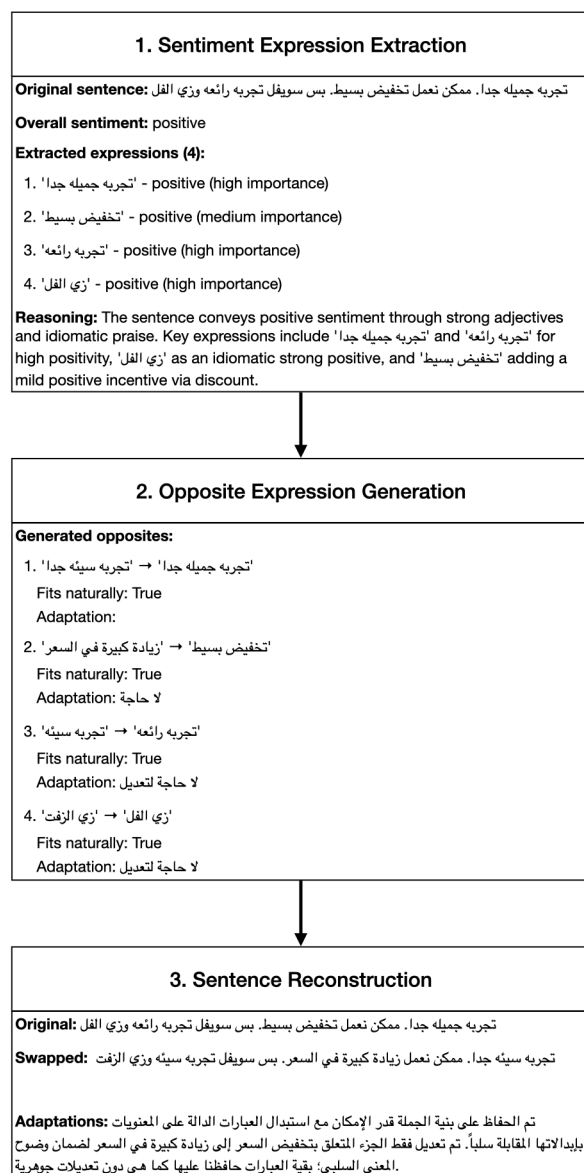 1. Sentiment Expression Extraction
Original sentence: تجربه جميله جدا. ممكن نعمل تخفيض بسيط. بس سويفل تجربه رائعه وزي الفل
Overall sentiment: positive
Extracted expressions (4):
1. 'تجربه جميله جدا' - positive (high importance)
2. 'تخفيض بسيط' - positive (medium importance)
3. 'تجربه رائعه' - positive (high importance)
4. 'زي الفل' - positive (high importance)
Reasoning: The sentence conveys positive sentiment through strong adjectives
and idiomatic praise. Key expressions include 'تجربه جميله جدا' and 'تجربه رائعه' for
high positivity, 'زي الفل' as an idiomatic strong positive, and 'تخفيض بسيط' adding a
mild positive incentive via discount.
2. Opposite Expression Generation
Generated opposites:
1. 'تجربه جميله جدا' → 'تجربه سيئه جدا'
Fits naturally: True
Adaptation:
2. 'تخفيض بسيط' → 'زيادة كبيرة في السعر'
Fits naturally: True
Adaptation: لا حاجة
3. 'تجربه رائعه' → 'تجربه سيئه'
Fits naturally: True
Adaptation: لا حاجة لتعديل
4. 'زي الفل' → 'زي الزفت'
Fits naturally: True
Adaptation: لا حاجة لتعديل
3. Sentence Reconstruction
Original: تجربه جميله جدا. ممكن نعمل تخفيض بسيط. بس سويفل تجربه رائعه وزي الفل
Swapped: تجربه سيئه جدا. ممكن نعمل زيادة كبيرة في السعر. بس سويفل تجربه سيئه وزي الزفت
Adaptations: تم الحفاظ على بنية الجملة قدر الإمكان مع استبدال العبارات الدالة على المعنويات
بإبدالاتها المقابلة سلباً. تم تعديل فقط الجزء المتعلق بتخفيض السعر إلى زيادة كبيرة في السعر لضمان وضوح
المعنى السلبي؛ بقية العبارات حافظنا عليها كما هي دون تعديلات جوهرية.